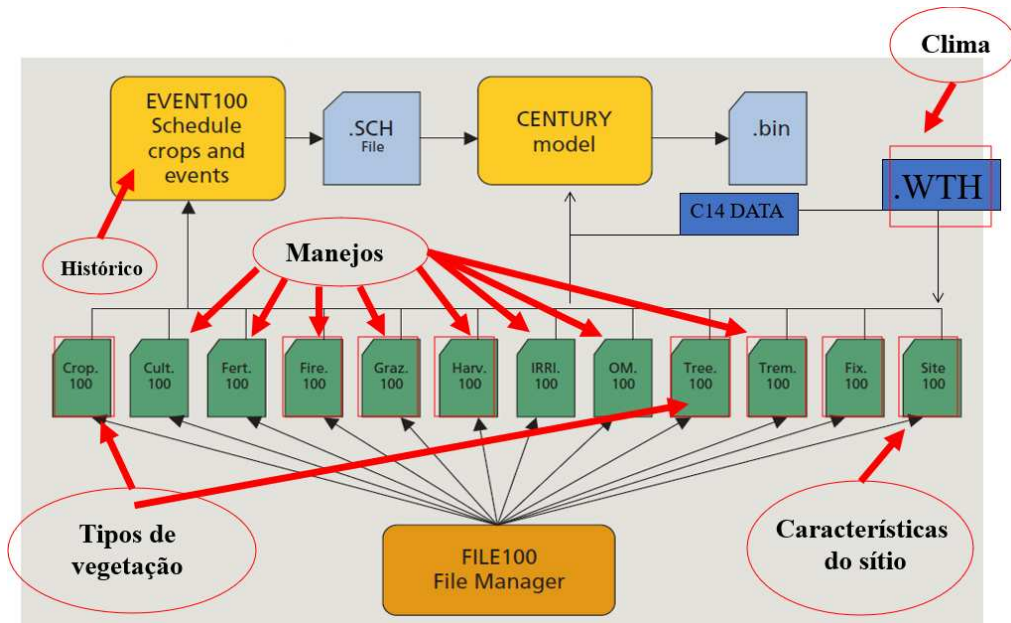 Clima
EVENT100
Schedule
crops and
events
.SCH
File
CENTURY
model
.bin
.WTH
C14 DATA
Histórico
Manejos
Crop.
100
Cult.
100
Fert.
100
Fire.
100
Graz.
100
Harv.
100
IRRI.
100
OM.
100
Tree.
100
Trem.
100
Fix.
100
Site
100
Tipos de
vegetação
FILE100
File Manager
Características
do sítio